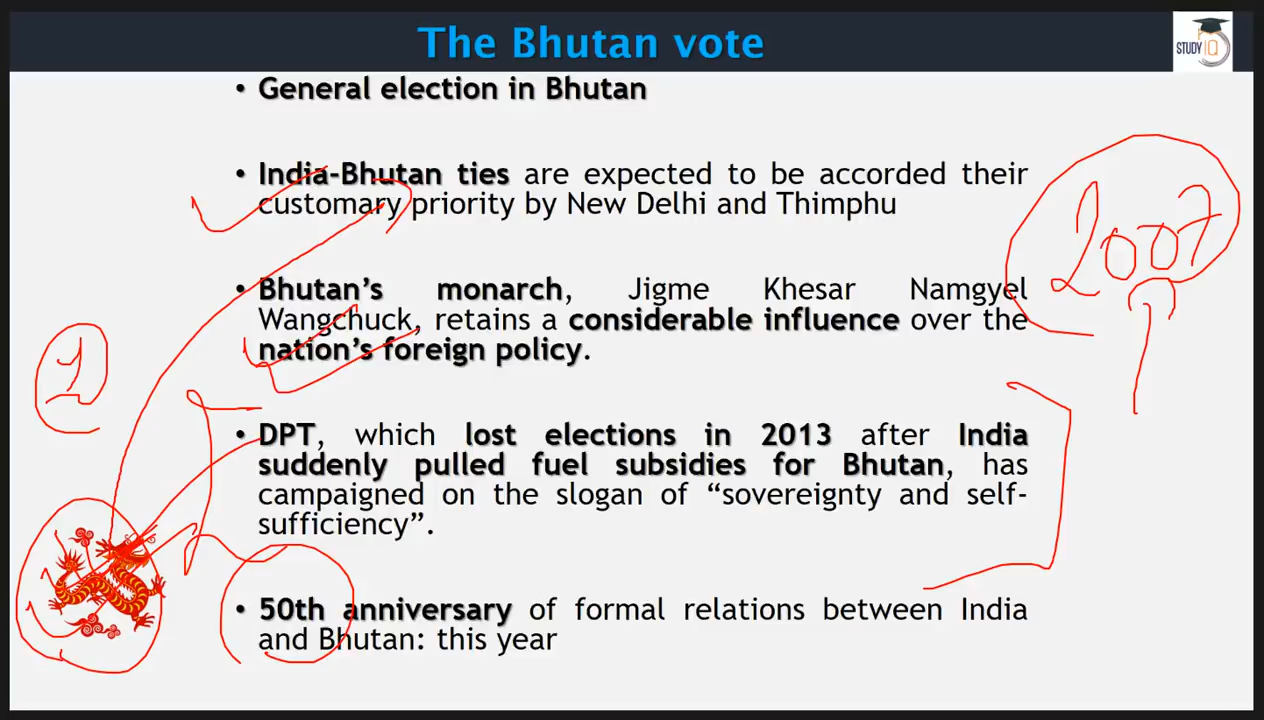 The Bhutan vote
STUDY IQ
• General election in Bhutan
• India-Bhutan ties are expected to be accorded their
customary priority by New Delhi and Thimphu
2007
• Bhutan's monarch, Jigme Khesar Namgyel
Wangchuck, retains a considerable influence over the
nation's foreign policy.
1
• DPT, which lost elections in 2013 after India
suddenly pulled fuel subsidies for Bhutan, has
campaigned on the slogan of “sovereignty and self-
sufficiency”.
• 50th anniversary of formal relations between India
and Bhutan: this year